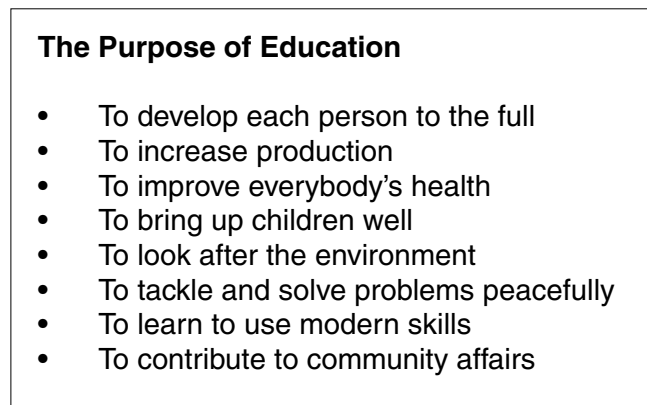 The Purpose of Education
• To develop each person to the full
• To increase production
• To improve everybody’s health
• To bring up children well
• To look after the environment
• To tackle and solve problems peacefully
• To learn to use modern skills
• To contribute to community affairs